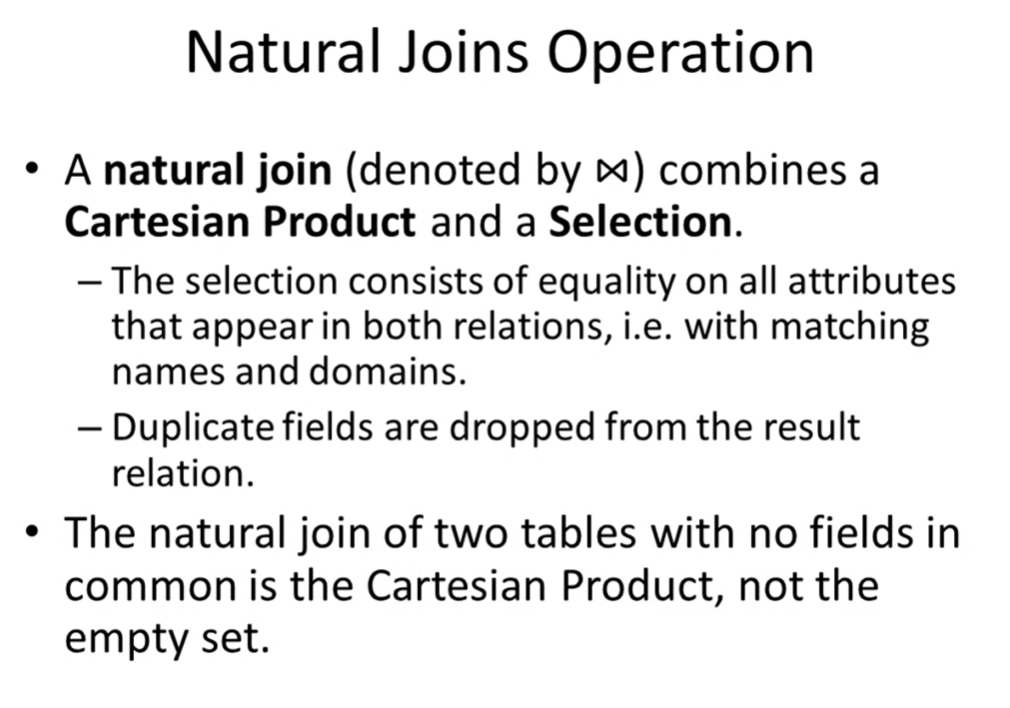 Natural Joins Operation
• A natural join (denoted by ⋈) combines a
Cartesian Product and a Selection.
– The selection consists of equality on all attributes
that appear in both relations, i.e. with matching
names and domains.
– Duplicate fields are dropped from the result
relation.
• The natural join of two tables with no fields in
common is the Cartesian Product, not the
empty set.